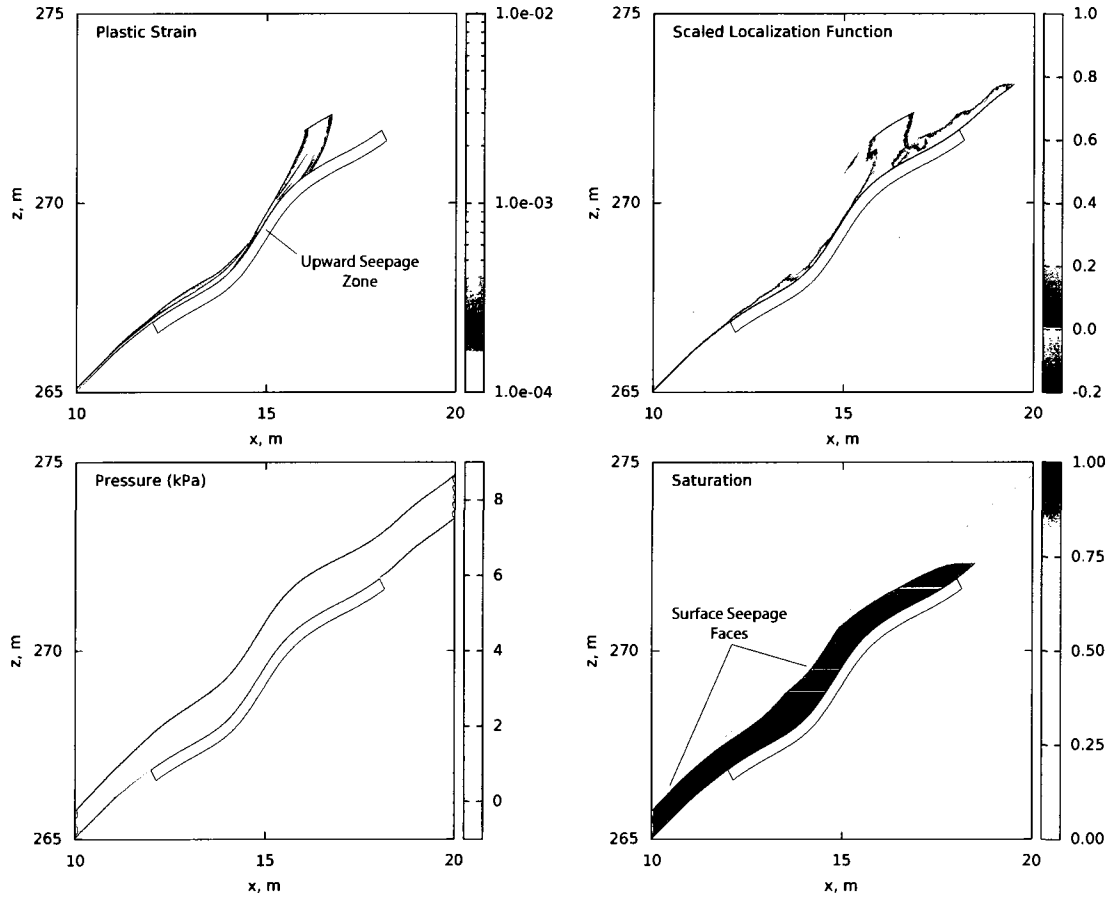 275
Plastic Strain
1.0e-02
270
1.0e-03
Upward Seepage
Zone
z, m
265
1.0e-04
10
15
20
x, m
275
Scaled Localization Function
1.0
0.8
0.6
270
0.4
0.2
0.0
z, m
265
-0.2
10
15
20
x, m
275
Pressure (kPa)
8
6
270
4
2
0
z, m
265
10
15
20
x, m
275
Saturation
1.00
0.75
Surface Seepage
Faces
270
0.50
0.25
z, m
265
0.00
10
15
20
x, m